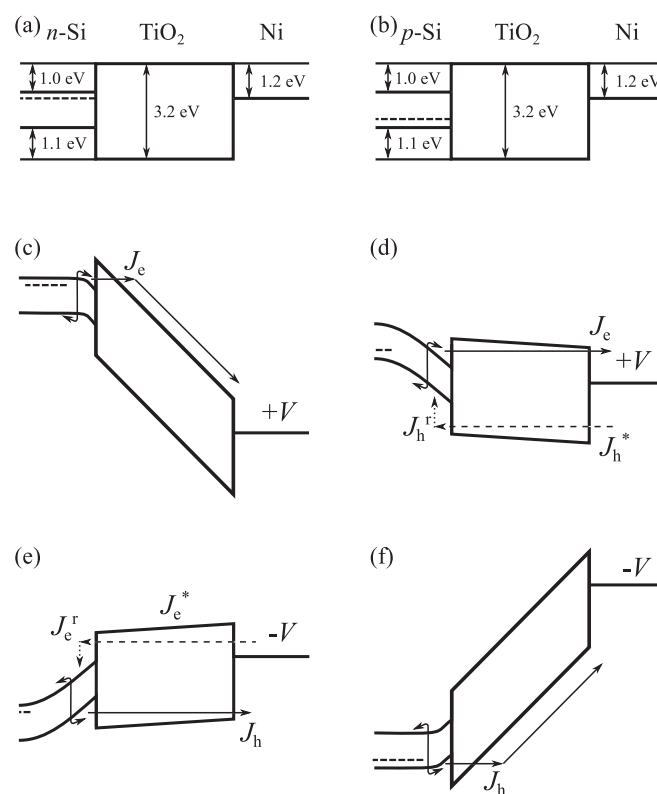 (a)
n-Si TiO₂ Ni
1.0 eV
1.2 eV
3.2 eV
1.1 eV
(b)
p-Si TiO₂ Ni
1.0 eV
1.2 eV
3.2 eV
1.1 eV
(c)
Jₑ
+V
(d)
Jₑ
+V
Jₕʳ
Jₕ*
(e)
Jₑʳ
Jₑ*
-V
Jₕ
(f)
-V
Jₕ